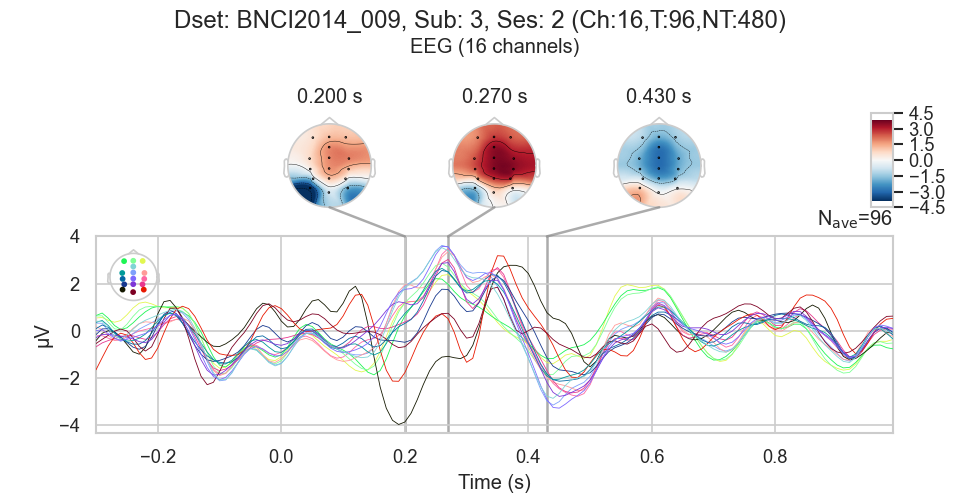 Dset: BNCI2014_009, Sub: 3, Ses: 2 (Ch:16,T:96,NT:480)
EEG (16 channels)
0.200 s 0.270 s 0.430 s
4.5
3.0
1.5
0.0
−1.5
−3.0
−4.5
Nave=96
4
2
0
−2
−4
µV
−0.2 0.0 0.2 0.4 0.6 0.8
Time (s)